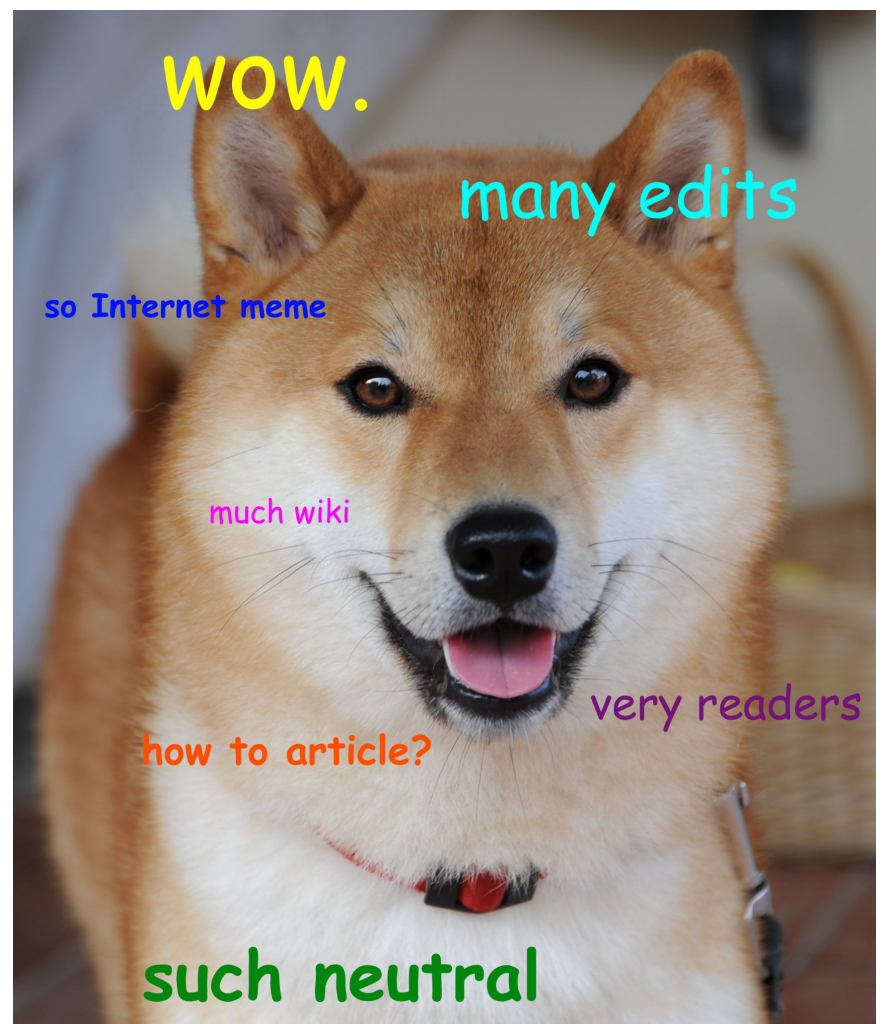 wow.
many edits
so Internet meme
much wiki
very readers
how to article?
such neutral